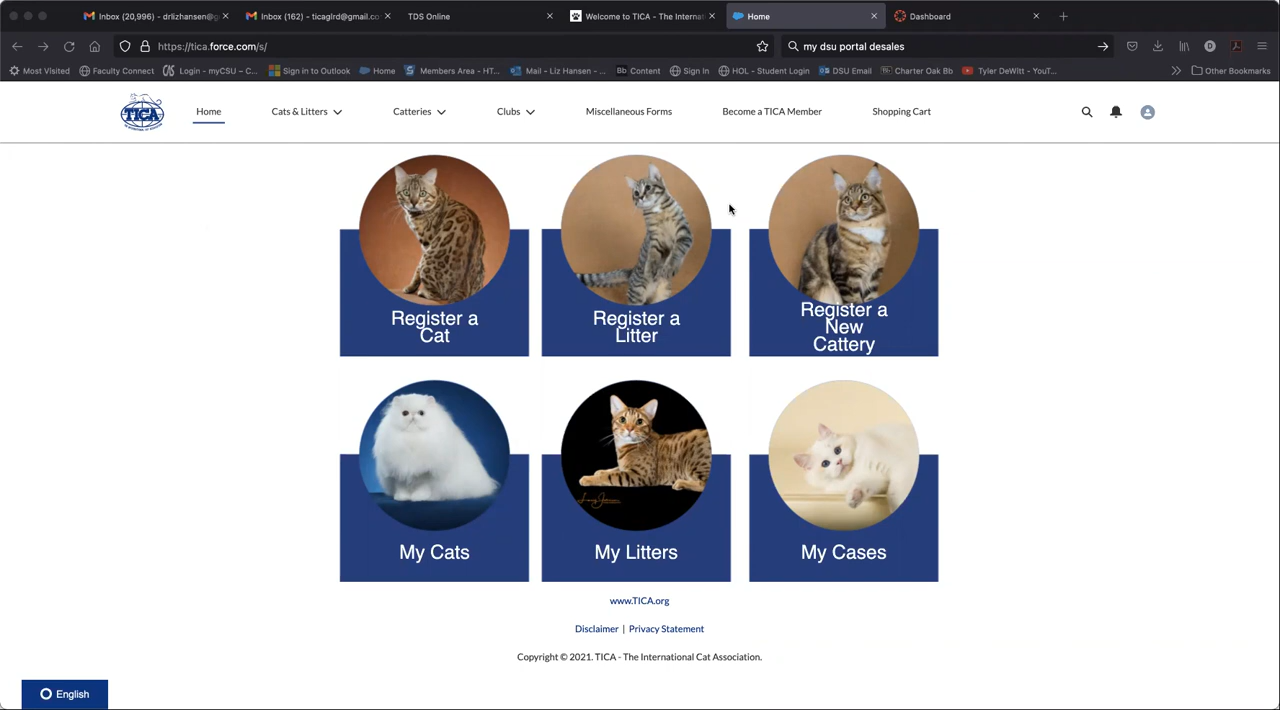 Inbox (20,996) - drlizhansen@g
Inbox (162) - ticaglrd@gmail.co
TDS Online
Welcome to TICA - The Internat
Home
Dashboard
https://tica.force.com/s/
my dsu portal desales
Most Visited
Faculty Connect
Login - myCSU – C...
Sign in to Outlook
Home
Members Area - HT...
Mail - Liz Hansen - ...
Bb Content
Sign In
HOL - Student Login
DSU Email
Charter Oak Bb
Tyler DeWitt - YouT...
Other Bookmarks
TICA
Home
Cats & Litters
Catteries
Clubs
Miscellaneous Forms
Become a TICA Member
Shopping Cart
Register a
Cat
Register a
Litter
Register a
New
Cattery
My Cats
My Litters
My Cases
www.TICA.org
Disclaimer | Privacy Statement
Copyright © 2021. TICA - The International Cat Association.
English